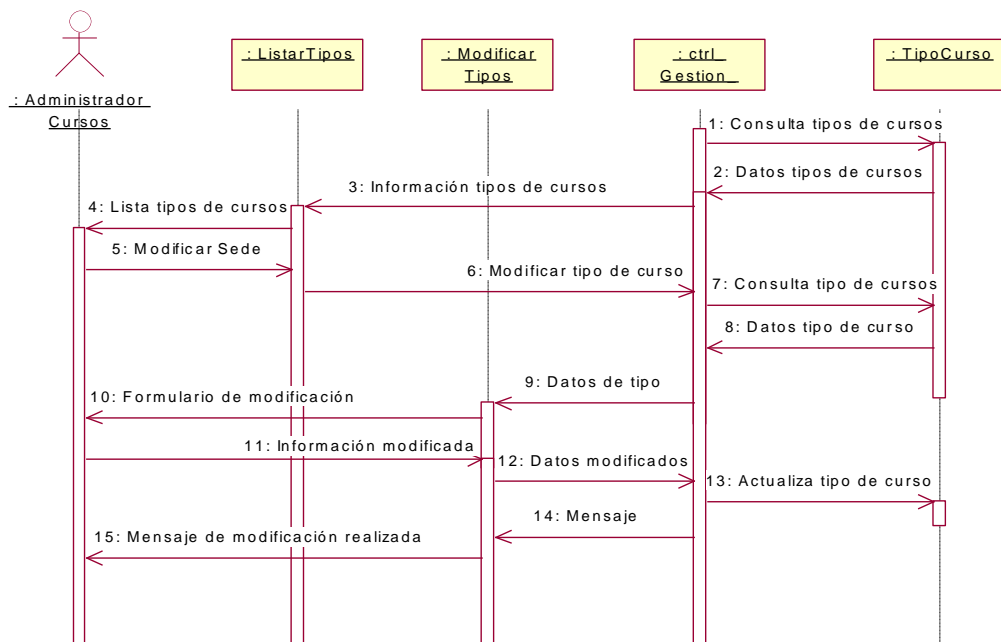 : ListarTipos
: Modificar
Tipos
: ctrl_
Gestion_
: TipoCurso
: Administrador
Cursos
1: Consulta tipos de cursos
2: Datos tipos de cursos
3: Información tipos de cursos
4: Lista tipos de cursos
5: Modificar Sede
6: Modificar tipo de curso
7: Consulta tipo de cursos
8: Datos tipo de curso
9: Datos de tipo
10: Formulario de modificación
11: Información modificada
12: Datos modificados
13: Actualiza tipo de curso
14: Mensaje
15: Mensaje de modificación realizada